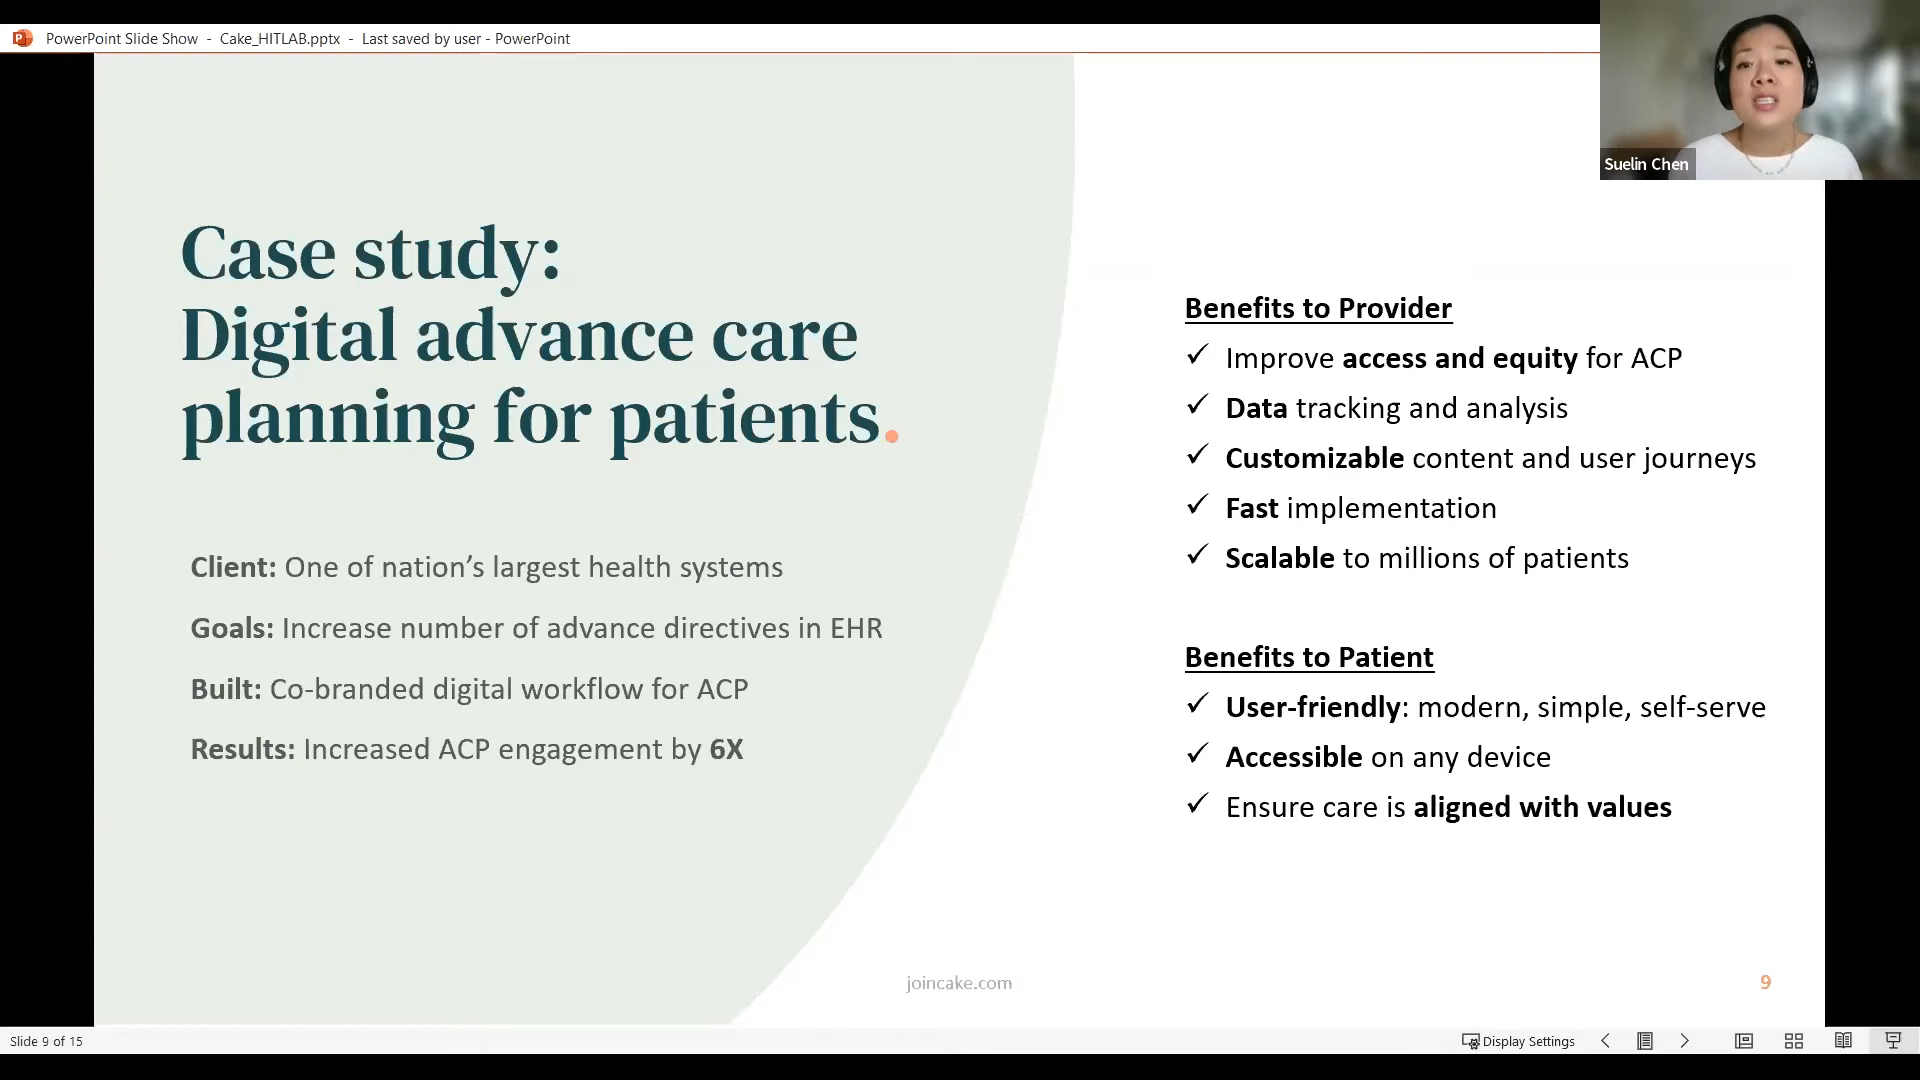 PowerPoint Slide Show - Cake_HITLAB.pptx - Last saved by user - PowerPoint
Suelin Chen
Case study:
Digital advance care
planning for patients.
Client: One of nation’s largest health systems
Goals: Increase number of advance directives in EHR
Built: Co-branded digital workflow for ACP
Results: Increased ACP engagement by 6X
Benefits to Provider
✓ Improve access and equity for ACP
✓ Data tracking and analysis
✓ Customizable content and user journeys
✓ Fast implementation
✓ Scalable to millions of patients
Benefits to Patient
✓ User-friendly: modern, simple, self-serve
✓ Accessible on any device
✓ Ensure care is aligned with values
joincake.com
9
Slide 9 of 15
Display Settings